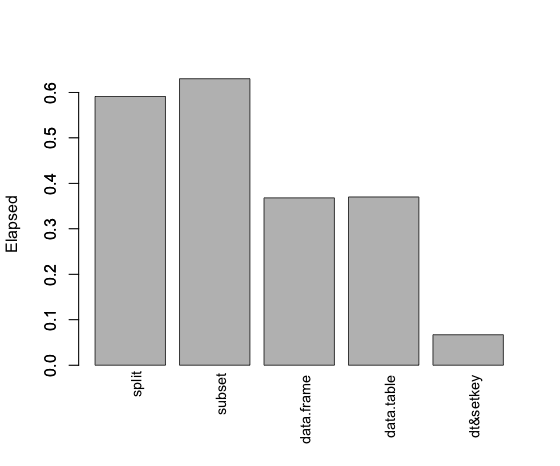 Elapsed
0.6
0.5
0.4
0.3
0.2
0.1
0.0
split
subset
data.frame
data.table
dt&setkey